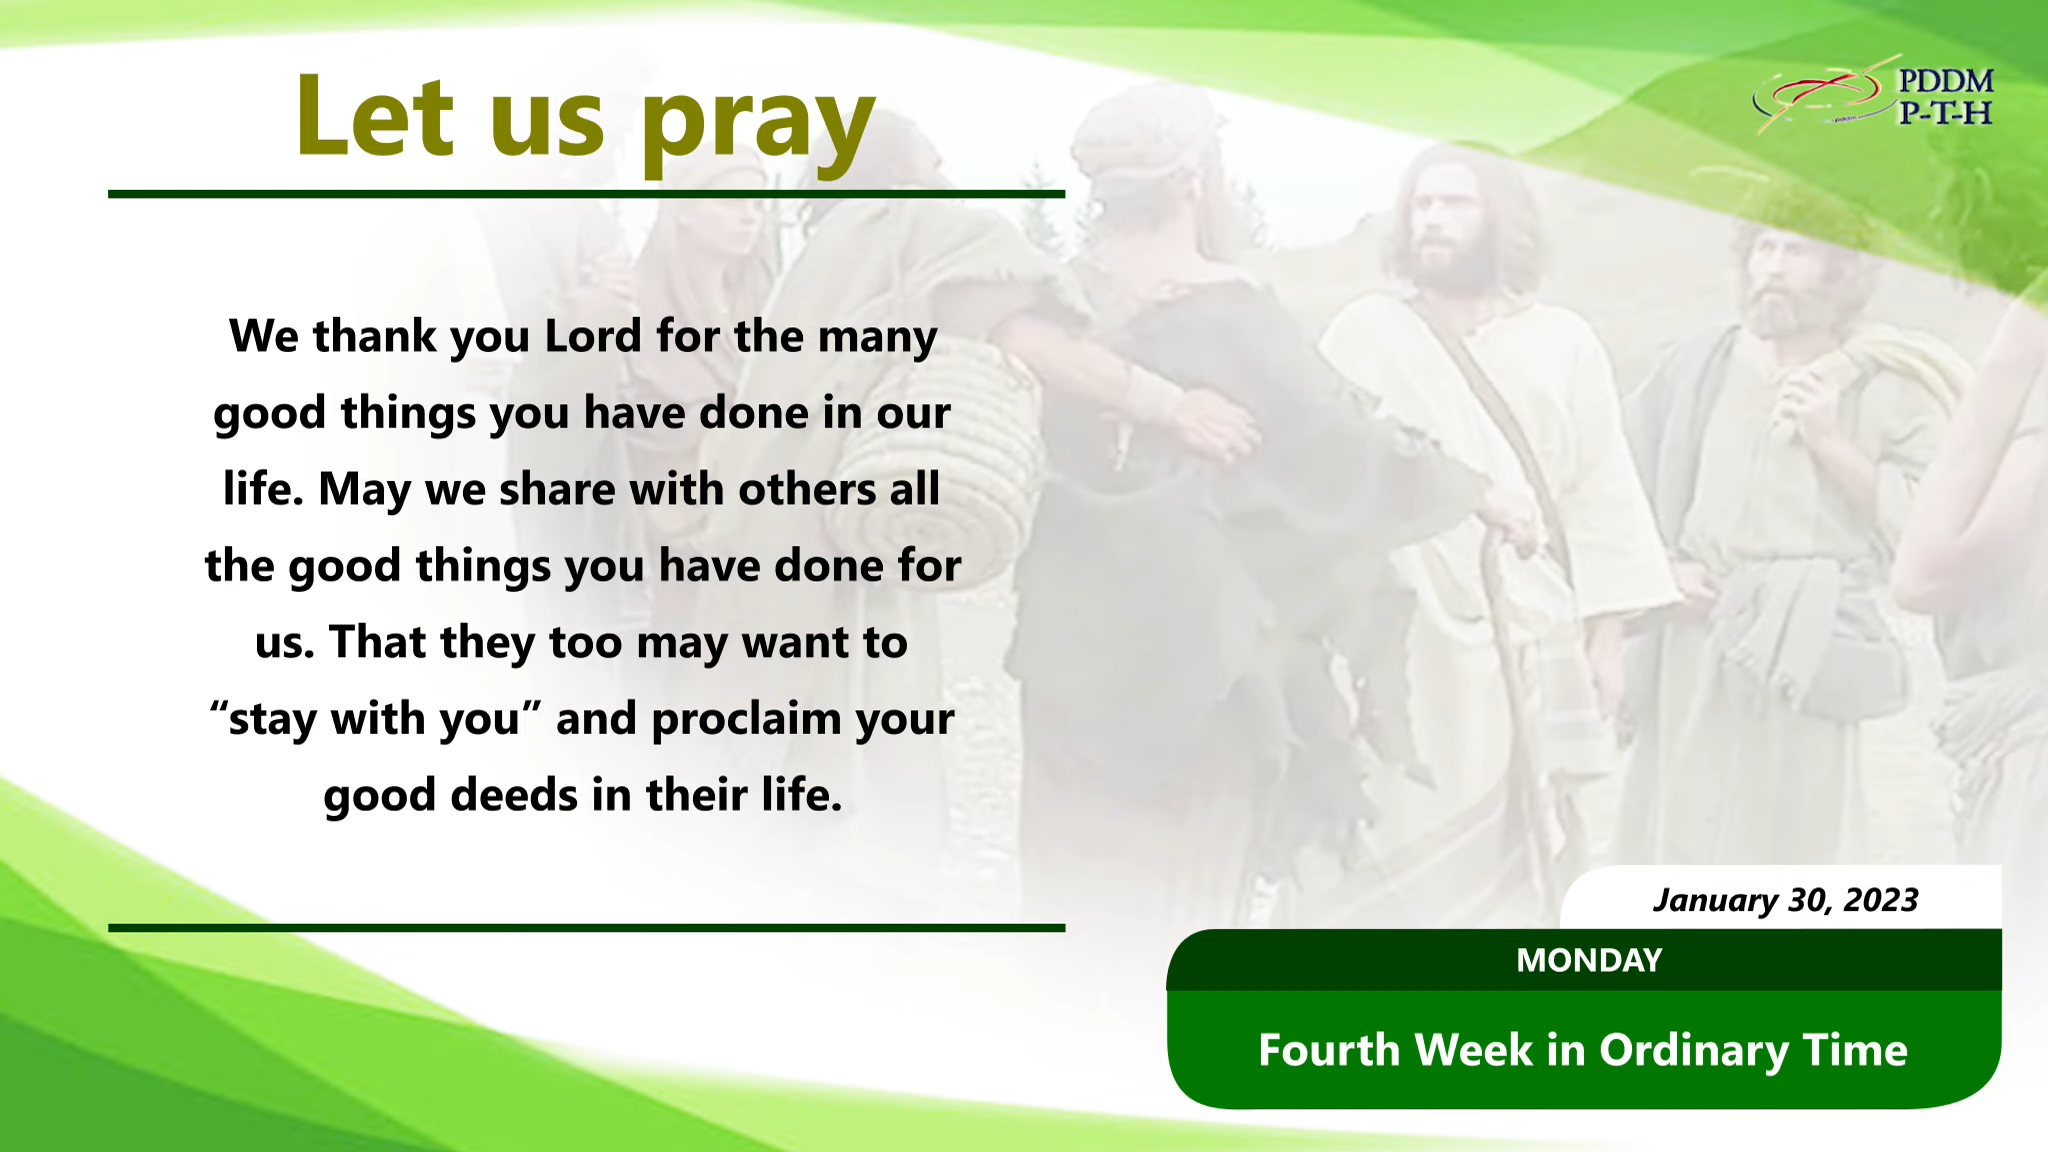 Let us pray
PDDM
P-T-H
We thank you Lord for the many
good things you have done in our
life. May we share with others all
the good things you have done for
us. That they too may want to
“stay with you” and proclaim your
good deeds in their life.
January 30, 2023
MONDAY
Fourth Week in Ordinary Time